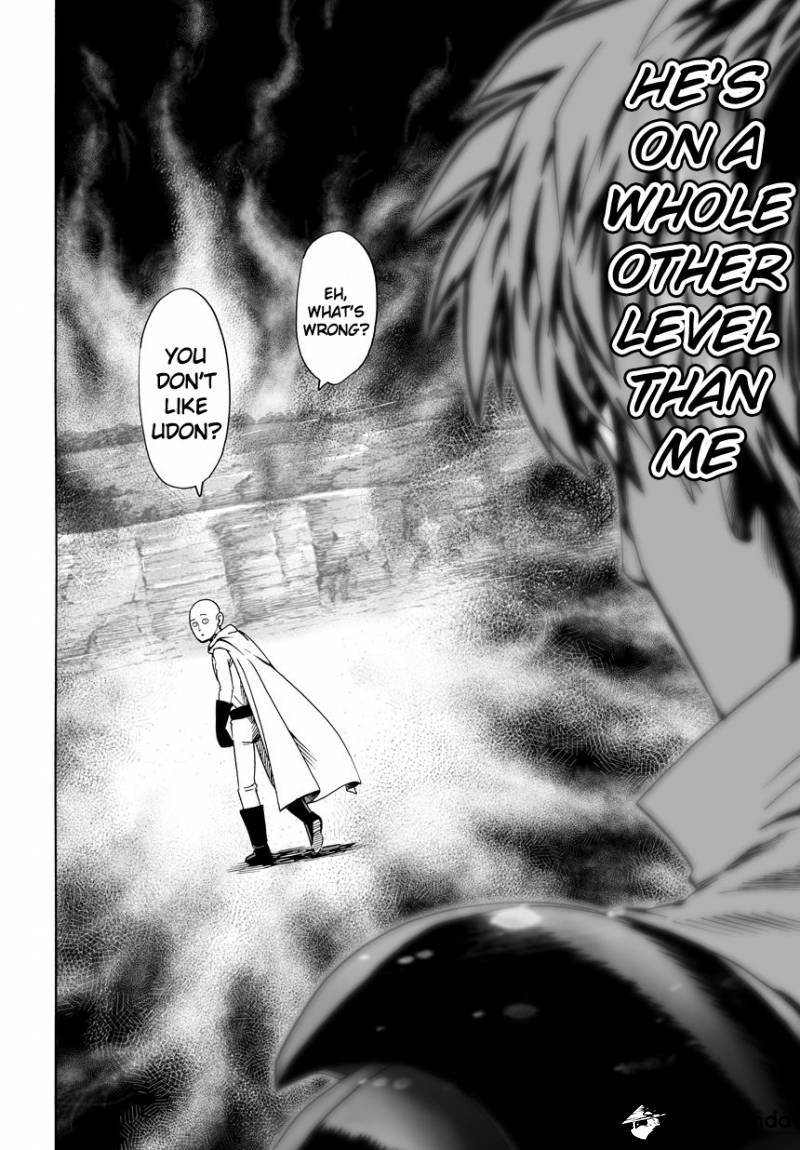 HE'S
ON A
WHOLE
OTHER
LEVEL
THAN
ME
EH,
WHAT'S
WRONG?
YOU
DON'T
LIKE
UDON?